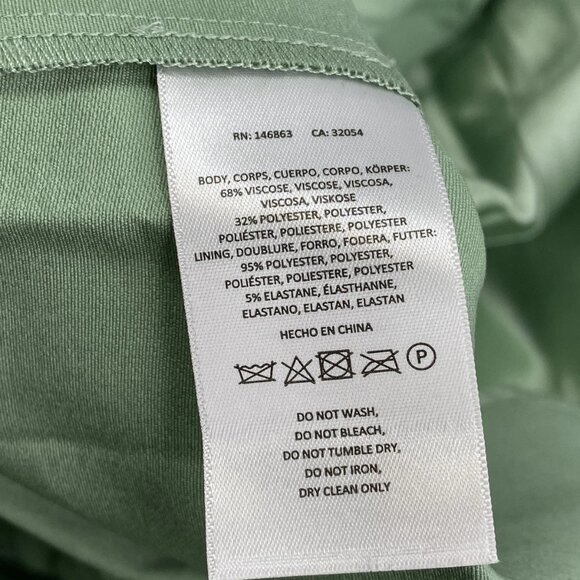 RN: 146863 CA: 32054
BODY, CORPS, CUERPO, CORPO, KÖRPER:
68% VISCOSE, VISCOSE, VISCOSA,
VISCOSA, VISKOSE
32% POLYESTER, POLYESTER,
POLIÉSTER, POLIESTERE, POLYESTER
LINING, DOUBLURE, FORRO, FODERA, FUTTER:
95% POLYESTER, POLYESTER,
POLIÉSTER, POLIESTERE, POLYESTER
5% ELASTANE, ÉLASTHANNE,
ELASTANO, ELASTAN, ELASTAN
HECHO EN CHINA
P
DO NOT WASH,
DO NOT BLEACH,
DO NOT TUMBLE DRY,
DO NOT IRON,
DRY CLEAN ONLY